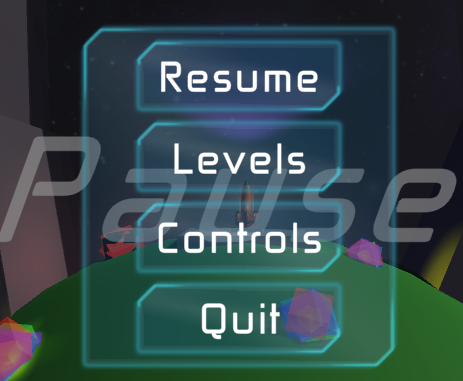 Resume
Levels
Pause
Controls
Quit